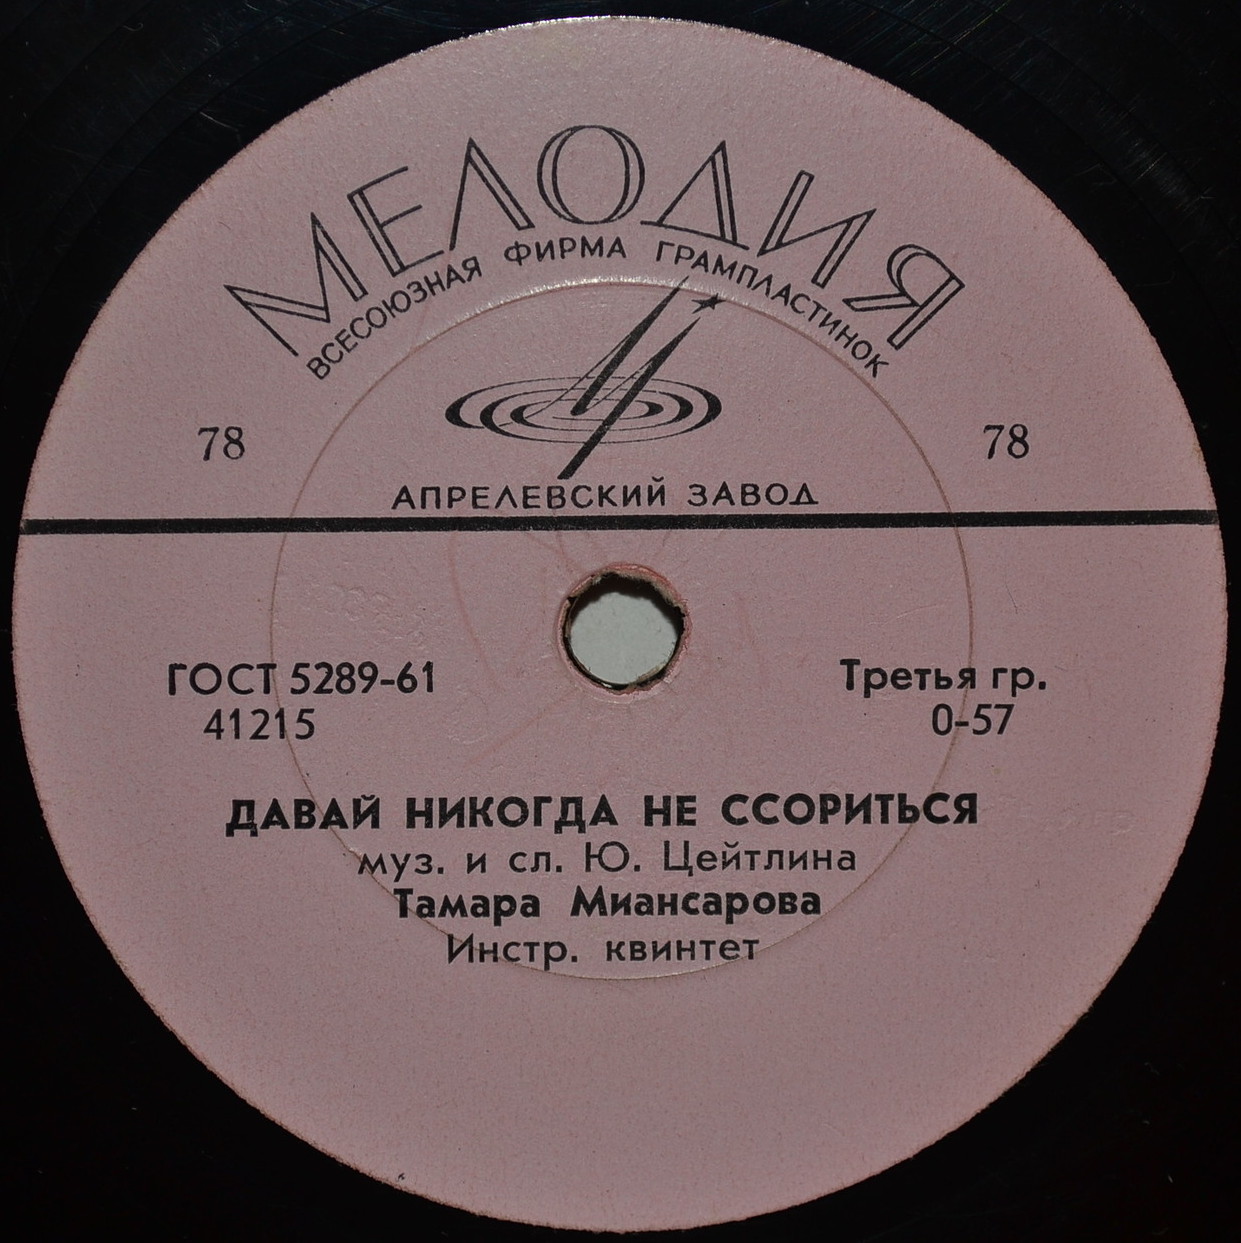 МЕЛОДИЯ
ВСЕСОЮЗНАЯ ФИРМА ГРАМПЛАСТИНОК
78 78
АПРЕЛЕВСКИЙ ЗАВОД
ГОСТ 5289-61 Третья гр.
41215 0-57
ДАВАЙ НИКОГДА НЕ ССОРИТЬСЯ
муз. и сл. Ю. Цейтлина
Тамара Миансарова
Инстр. квинтет